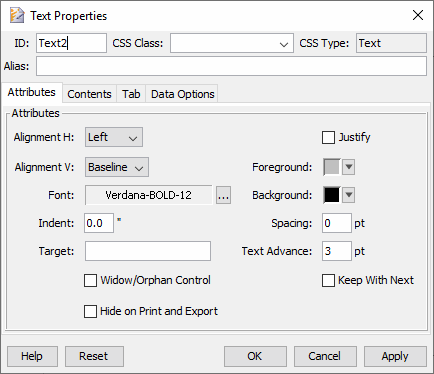 Text Properties
ID: Text2 CSS Class: CSS Type: Text
Alias:
Attributes Contents Tab Data Options
Attributes
Alignment H: Left Justify
Alignment V: Baseline Foreground:
Font: Verdana-BOLD-12 ... Background:
Indent: 0.0 " Spacing: 0 pt
Target: Text Advance: 3 pt
Widow/Orphan Control Keep With Next
Hide on Print and Export
Help Reset OK Cancel Apply